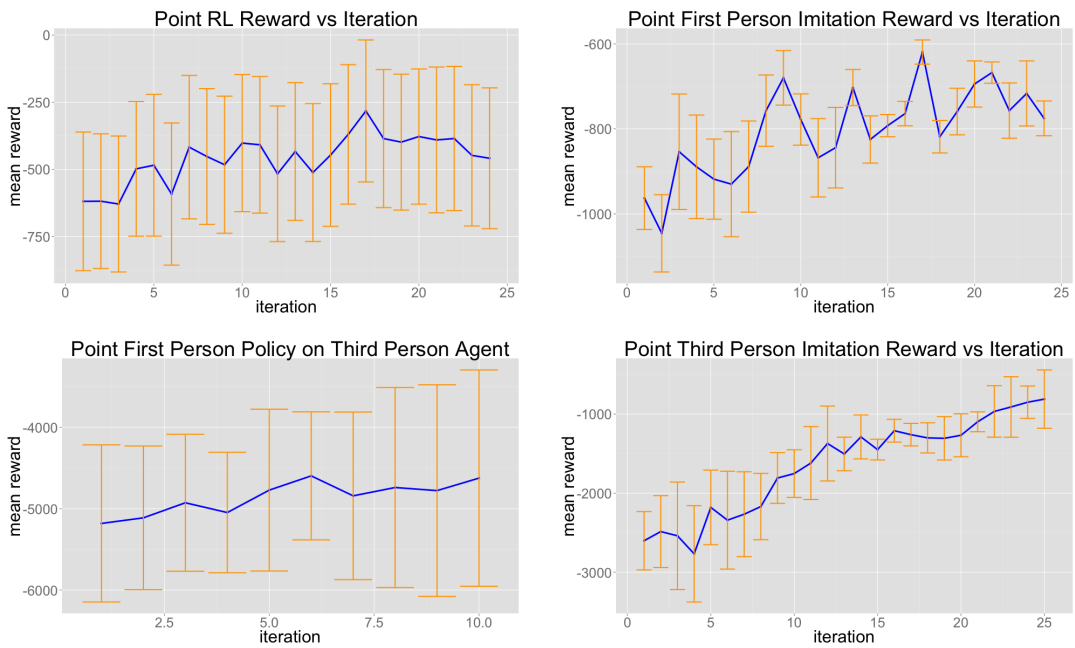 Point RL Reward vs Iteration
0
-250
-500
-750
mean reward
0 5 10 15 20 25
iteration
Point First Person Imitation Reward vs Iteration
-600
-800
-1000
mean reward
0 5 10 15 20 25
iteration
Point First Person Policy on Third Person Agent
-4000
-5000
-6000
mean reward
2.5 5.0 7.5 10.0
iteration
Point Third Person Imitation Reward vs Iteration
-1000
-2000
-3000
mean reward
0 5 10 15 20 25
iteration